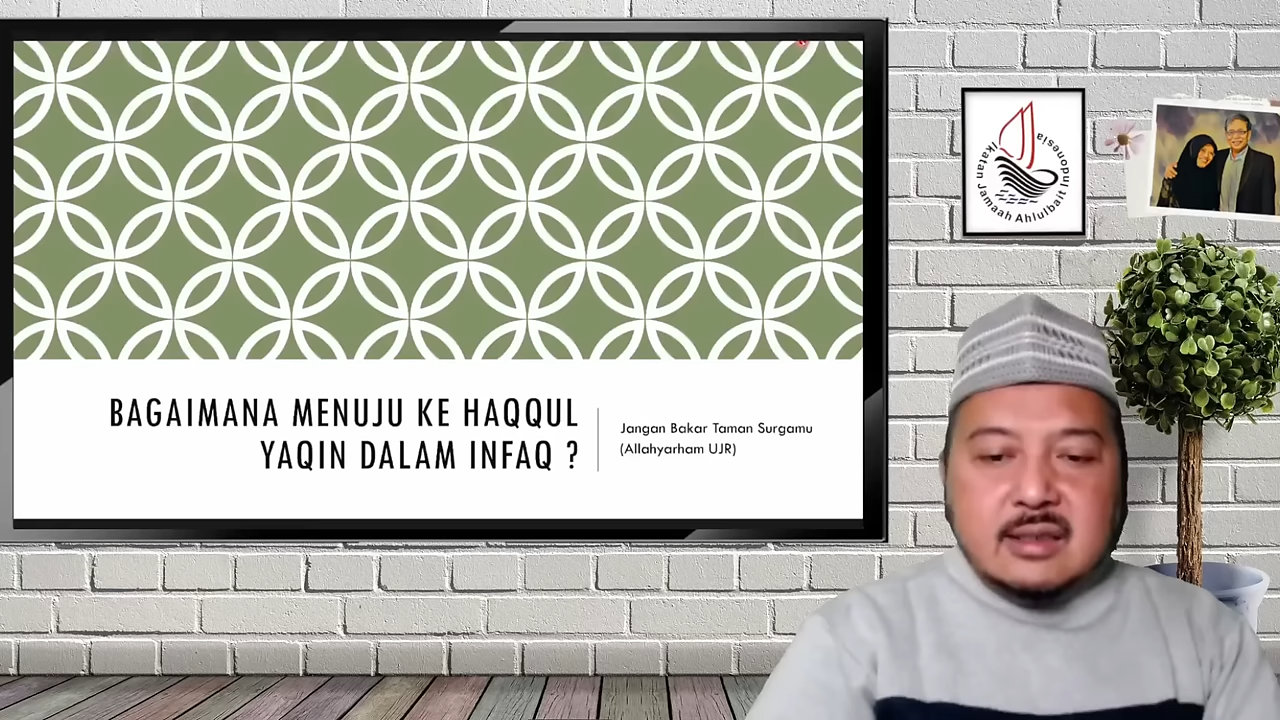 BAGAIMANA MENUJU KE HAQQUL
YAQIN DALAM INFAQ ?
Jangan Bakar Taman Surgamu
(Allahyarham UJR)
Ikatan Jamaah Ahlulbait Indonesia